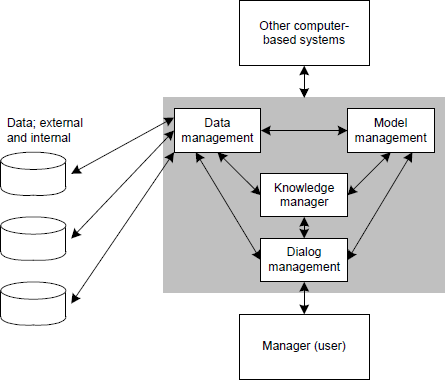 Other computer-
based systems
Data; external
and internal
Data
management
Model
management
Knowledge
manager
Dialog
management
Manager (user)